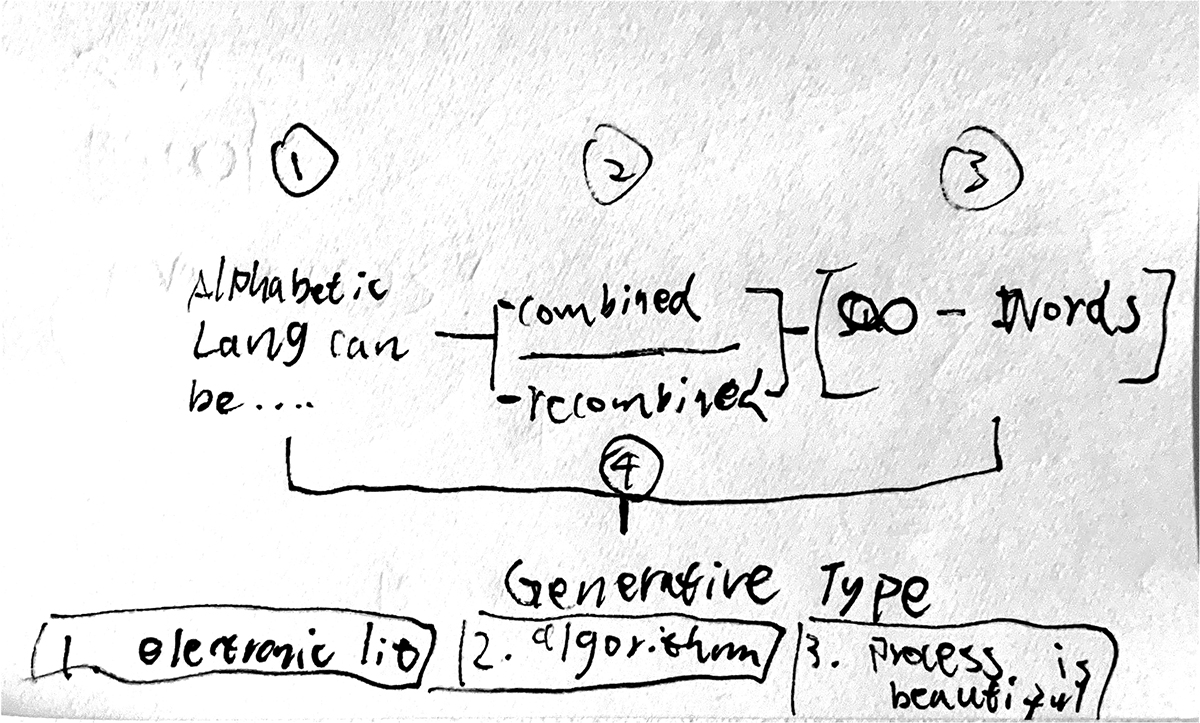 1 2 3
Alphabetic
Lang can
be....
-combined
-recombined
[∞ - Words]
4
Generative Type
1. electronic lit
2. algorithm
3. process is
beautiful